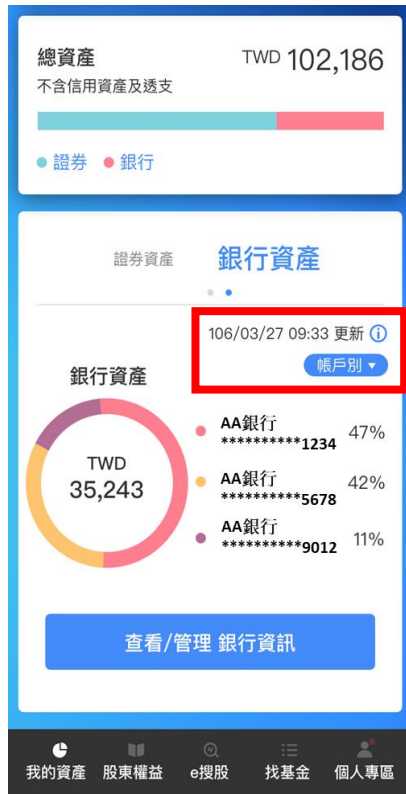 總資產 TWD 102,186
不含信用資產及透支
證券 銀行
證券資產 銀行資產
106/03/27 09:33 更新
帳戶別
銀行資產
TWD
35,243
AA銀行
**********1234 47%
AA銀行
**********5678 42%
AA銀行
**********9012 11%
查看/管理 銀行資訊
我的資產 股東權益 e搜股 找基金 個人專區